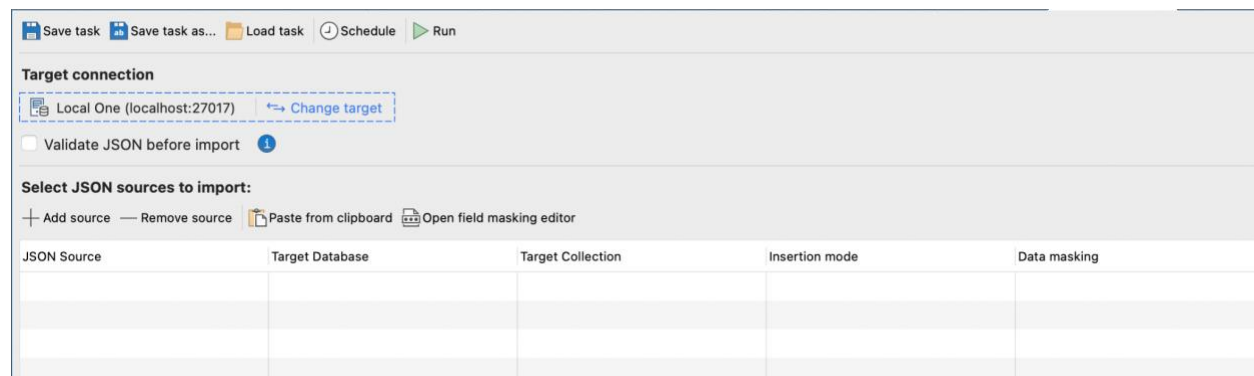 Save task Save task as... Load task Schedule Run
Target connection
Local One (localhost:27017) Change target
Validate JSON before import
Select JSON sources to import:
Add source Remove source Paste from clipboard Open field masking editor
JSON Source Target Database Target Collection Insertion mode Data masking